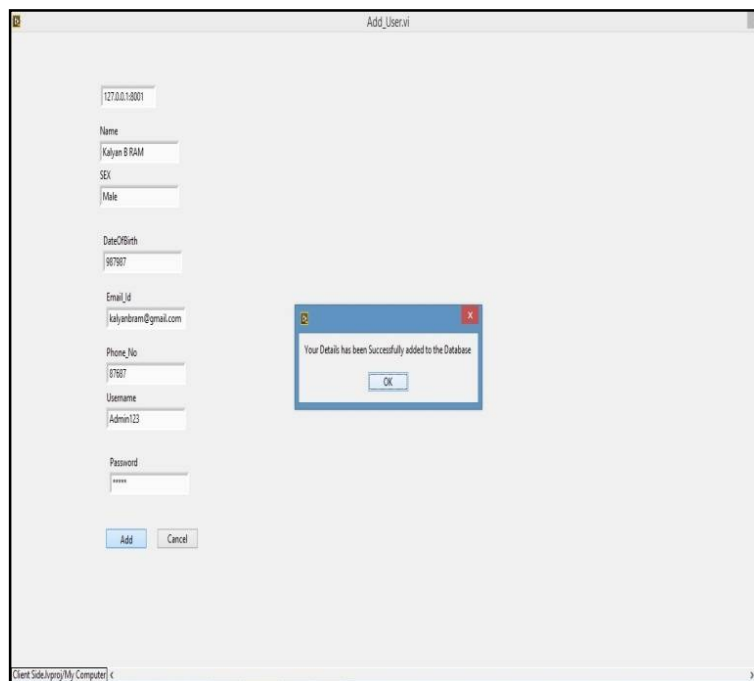 Add_User.vi
127.0.0.1:8001
Name
Kalyan B RAM
SEX
Male
DateOfBirth
987987
Email_Id
kalyanbram@gmail.com
Phone_No
87687
Username
Admin123
Password
*****
Add Cancel
x
Your Details has been Successfully added to the Database
OK
Client Side.lvproj/My Computer